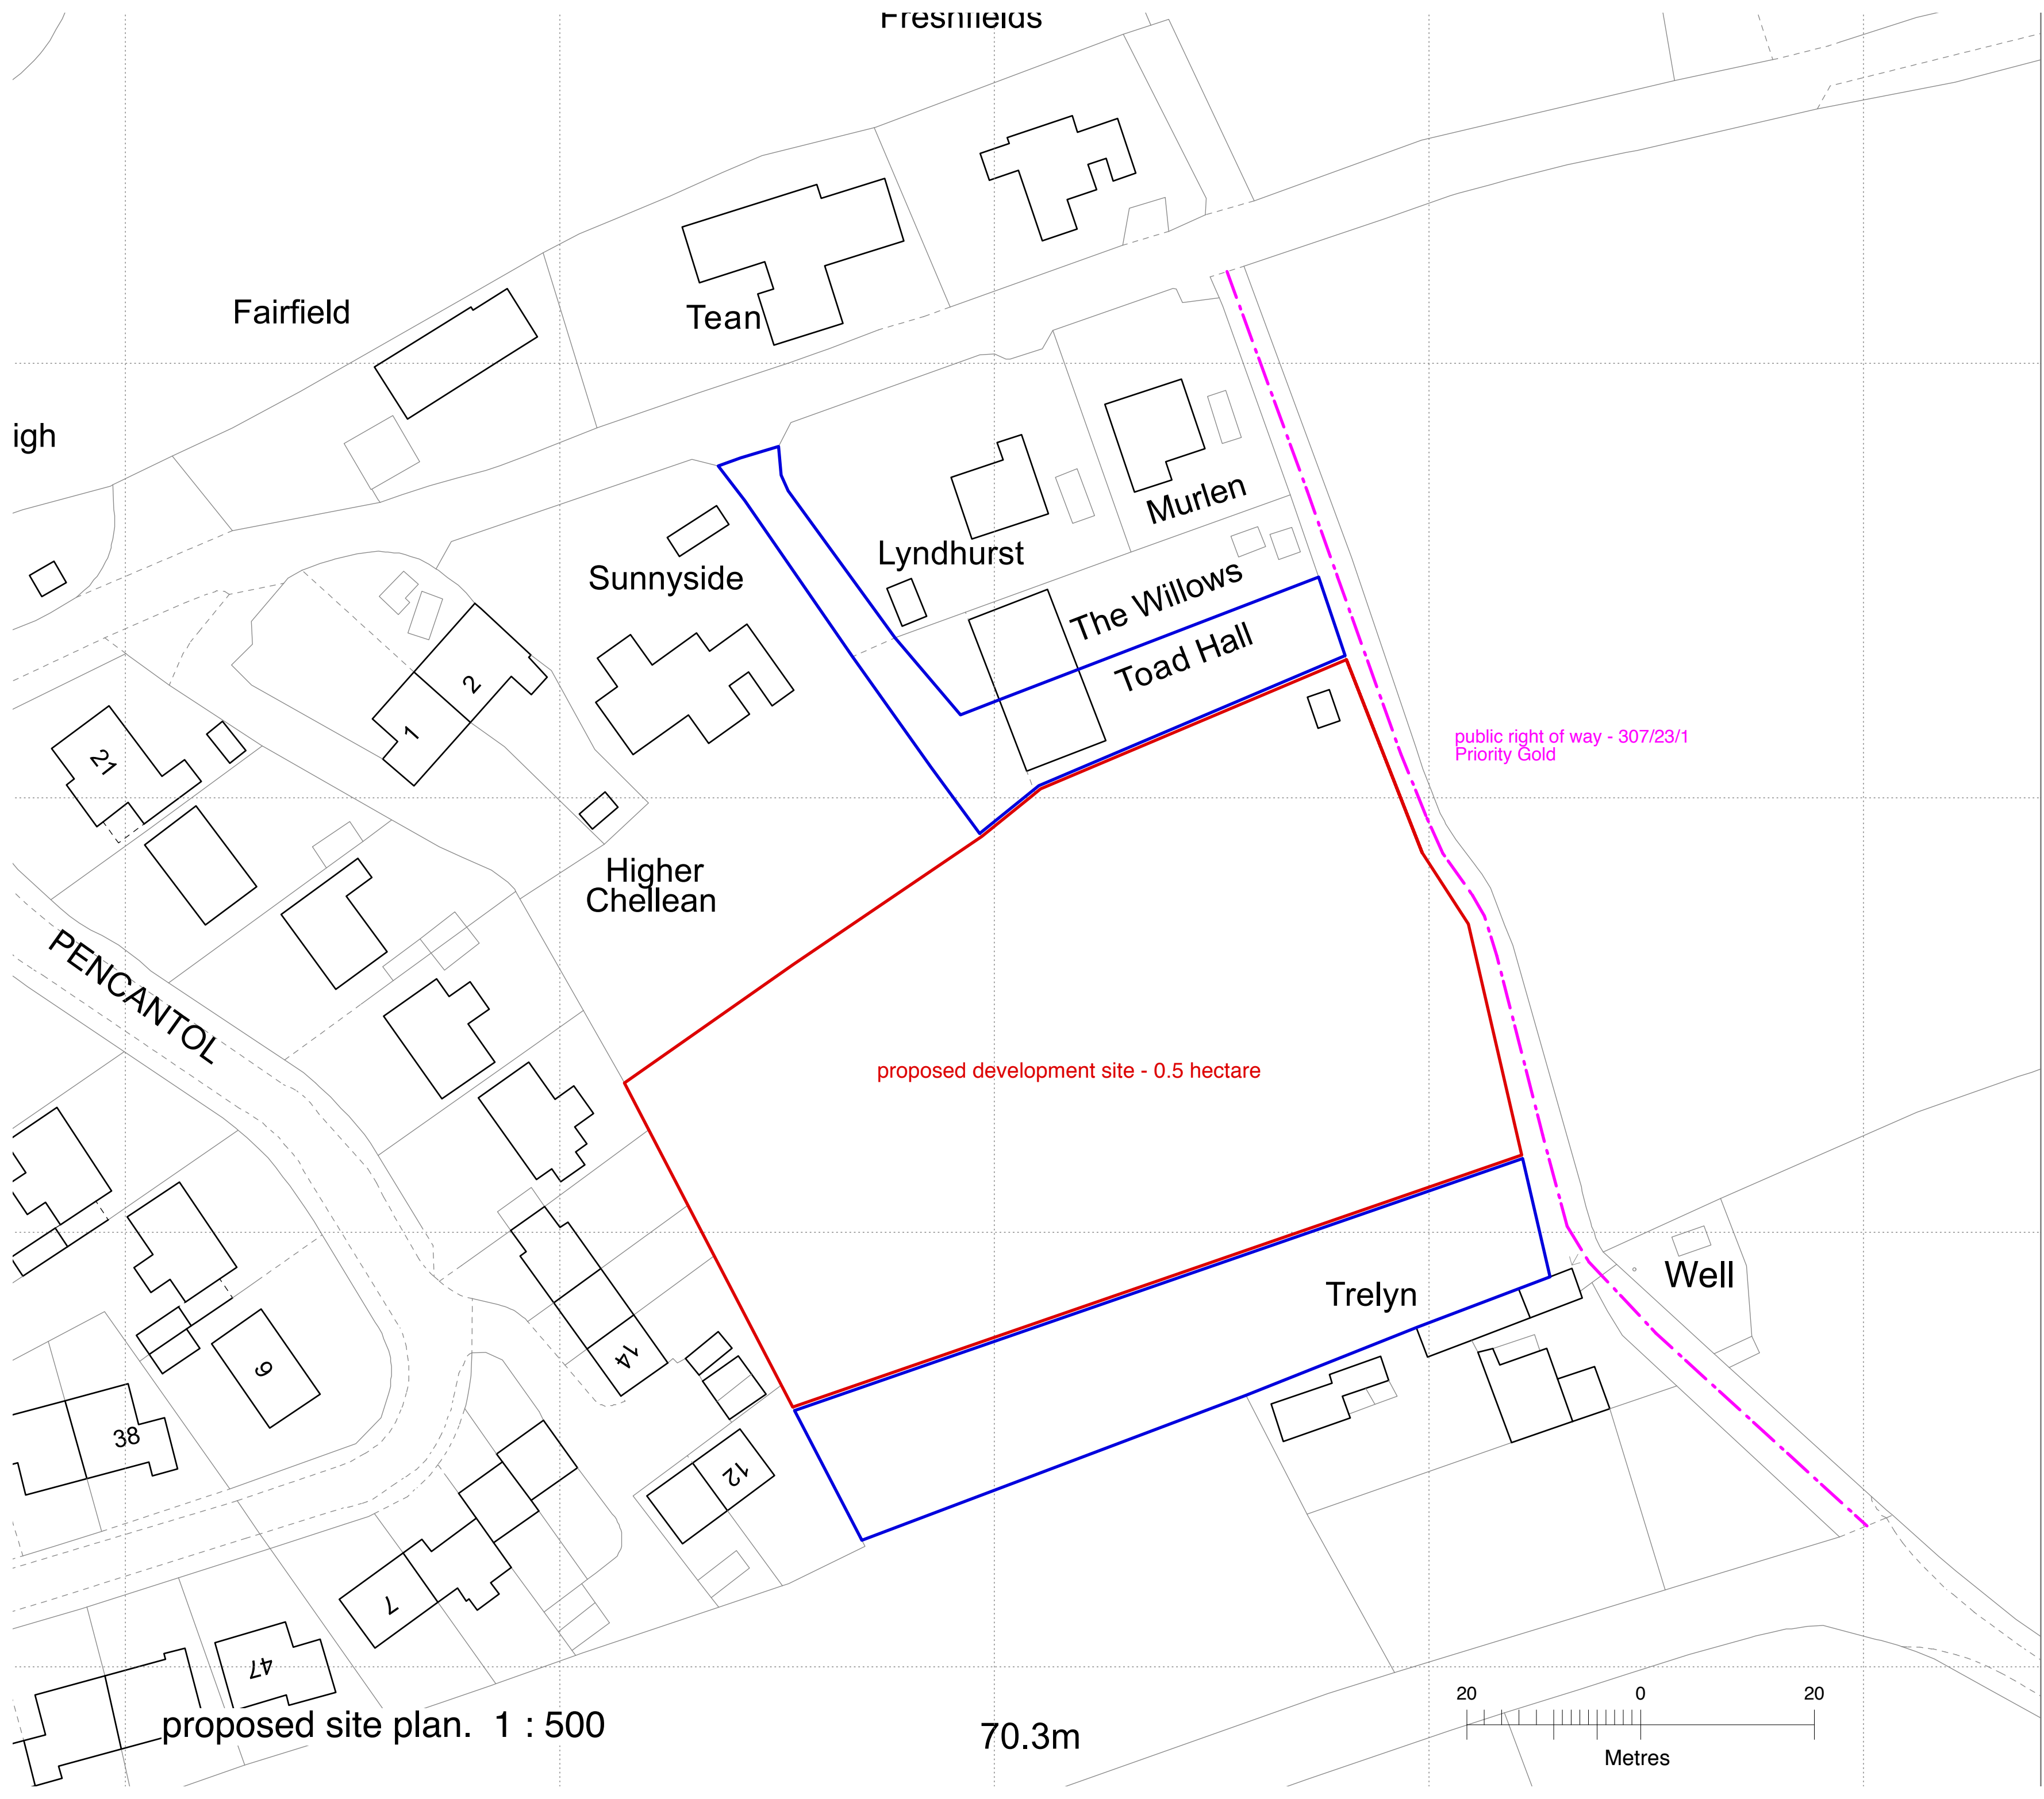 Freshfields
Fairfield
Tean
igh
Murlen
Lyndhurst
Sunnyside
The Willows
Toad Hall
2
1
21
public right of way - 307/23/1
Priority Gold
Higher
Chellean
PENCANTOL
proposed development site - 0.5 hectare
Well
Trelyn
14
9
38
12
7
47
20
0
20
proposed site plan. 1 : 500
70.3m
Metres